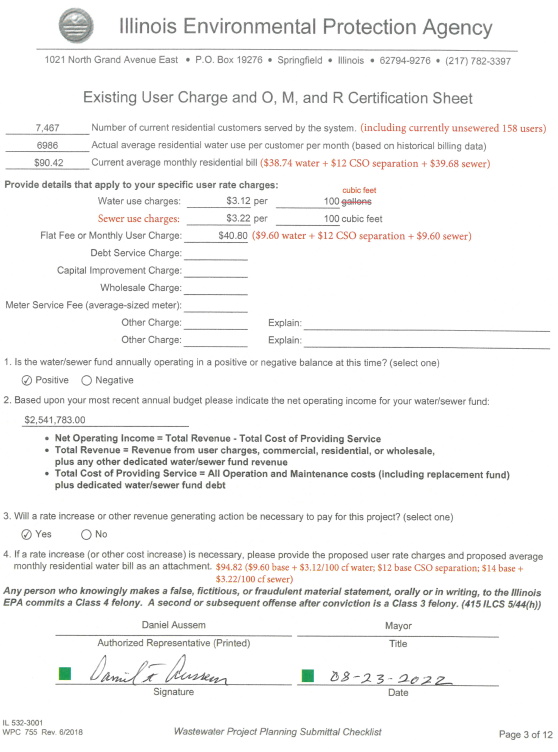 Illinois Environmental Protection Agency
1021 North Grand Avenue East • P.O. Box 19276 • Springfield • Illinois • 62794-9276 • (217) 782-3397
Existing User Charge and O, M, and R Certification Sheet
7,467 Number of current residential customers served by the system. (including currently unsewered 158 users)
6986 Actual average residential water use per customer per month (based on historical billing data)
$90.42 Current average monthly residential bill ($38.74 water + $12 CSO separation + $39.68 sewer)
Provide details that apply to your specific user rate charges:
cubic feet
Water use charges: $3.12 per 100 gallons
Sewer use charges: $3.22 per 100 cubic feet
Flat Fee or Monthly User Charge: $40.80 ($9.60 water + $12 CSO separation + $9.60 sewer)
Debt Service Charge:
Capital Improvement Charge:
Wholesale Charge:
Meter Service Fee (average-sized meter):
Other Charge: Explain:
Other Charge: Explain:
1. Is the water/sewer fund annually operating in a positive or negative balance at this time? (select one)
Positive Negative
2. Based upon your most recent annual budget please indicate the net operating income for your water/sewer fund:
$2,541,783.00
• Net Operating Income = Total Revenue - Total Cost of Providing Service
• Total Revenue = Revenue from user charges, commercial, residential, or wholesale,
plus any other dedicated water/sewer fund revenue
• Total Cost of Providing Service = All Operation and Maintenance costs (including replacement fund)
plus dedicated water/sewer fund debt
3. Will a rate increase or other revenue generating action be necessary to pay for this project? (select one)
Yes No
4. If a rate increase (or other cost increase) is necessary, please provide the proposed user rate charges and proposed average
monthly residential water bill as an attachment. $94.82 ($9.60 base + $3.12/100 cf water; $12 base CSO separation; $14 base +
$3.22/100 cf sewer)
Any person who knowingly makes a false, fictitious, or fraudulent material statement, orally or in writing, to the Illinois
EPA commits a Class 4 felony. A second or subsequent offense after conviction is a Class 3 felony. (415 ILCS 5/44(h))
Daniel Aussem Mayor
Authorized Representative (Printed) Title
Daniel F Aussem 08-23-2022
Signature Date
IL 532-3001
WPC 755 Rev. 6/2018 Wastewater Project Planning Submittal Checklist Page 3 of 12